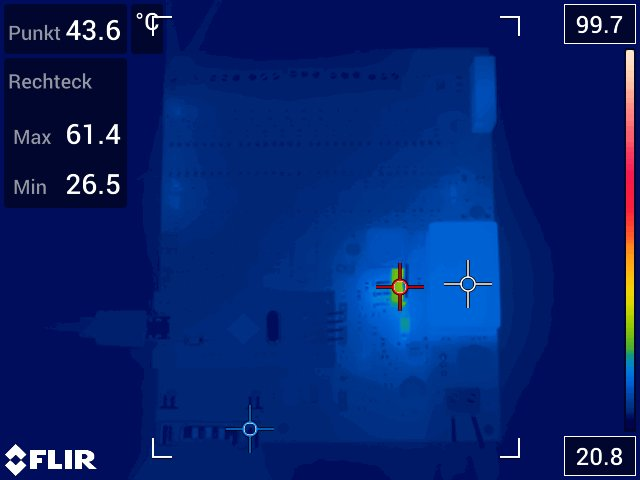 Punkt 43.6 °C
99.7
Rechteck
Max 61.4
Min 26.5
20.8
FLIR